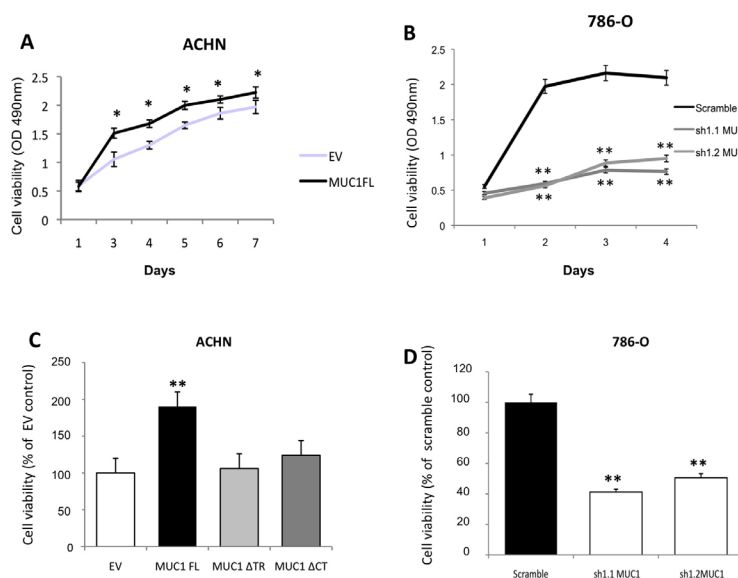 A
ACHN
Cell viability (OD 490nm)
2.5
2
1.5
1
0.5
0
* * * * *
1 3 4 5 6 7
Days
EV
MUC1FL
B
786-O
Cell viability (OD 490nm)
2.5
2
1.5
1
0.5
0
** ** **
** ** **
1 2 3 4
Days
Scramble
sh1.1 MU
sh1.2 MU
C
ACHN
Cell viability (% of EV control)
250
200
150
100
50
0
**
EV MUC1 FL MUC1 ΔTR MUC1 ΔCT
D
786-O
Cell viability (% of scramble control)
120
100
80
60
40
20
0
** **
Scramble sh1.1 MUC1 sh1.2MUC1